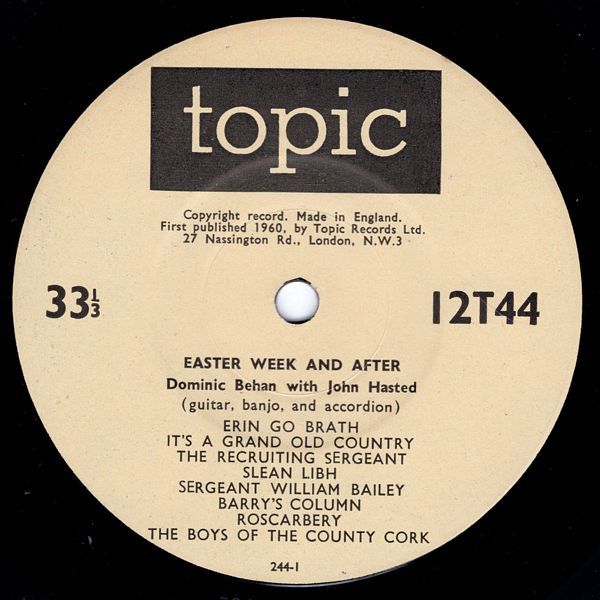 topic
Copyright record. Made in England.
First published 1960, by Topic Records Ltd.
27 Nassington Rd., London, N.W.3
33⅓
12T44
EASTER WEEK AND AFTER
Dominic Behan with John Hasted
(guitar, banjo, and accordion)
ERIN GO BRATH
IT'S A GRAND OLD COUNTRY
THE RECRUITING SERGEANT
SLEAN LIBH
SERGEANT WILLIAM BAILEY
BARRY'S COLUMN
ROSCARBERY
THE BOYS OF THE COUNTY CORK
244-1